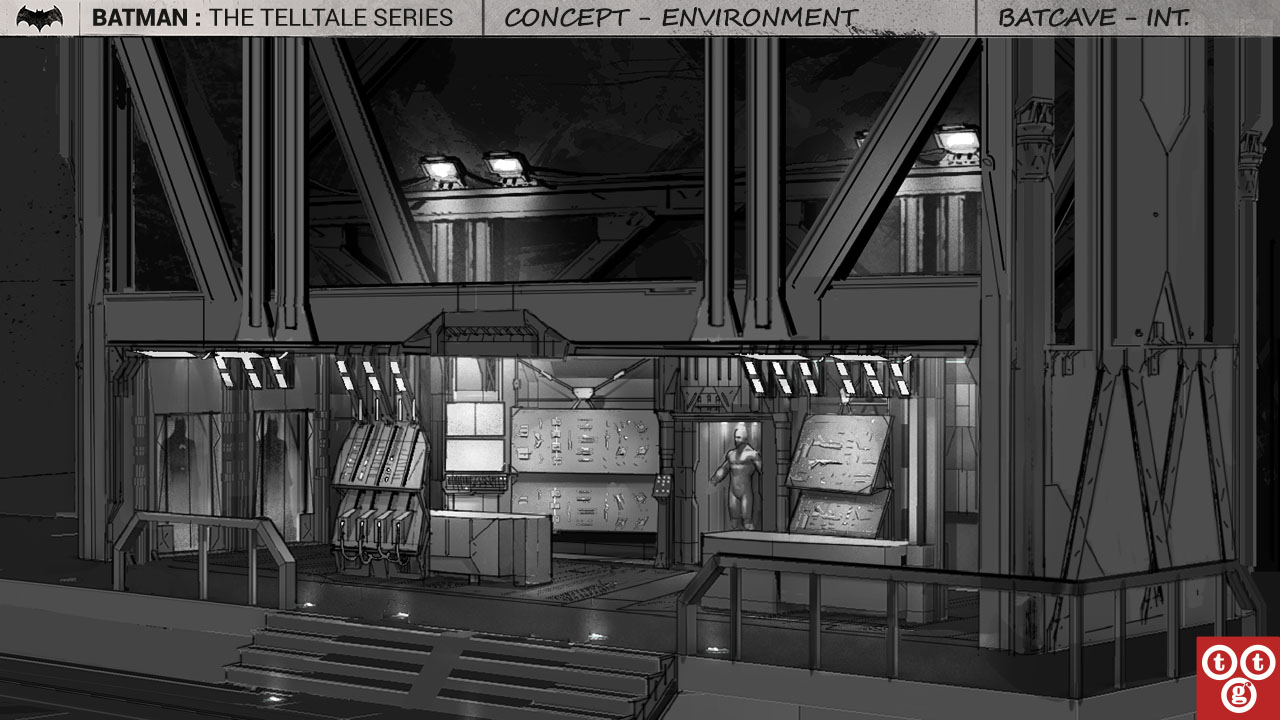 BATMAN : THE TELLTALE SERIES
CONCEPT - ENVIRONMENT
BATCAVE - INT.
t t
g